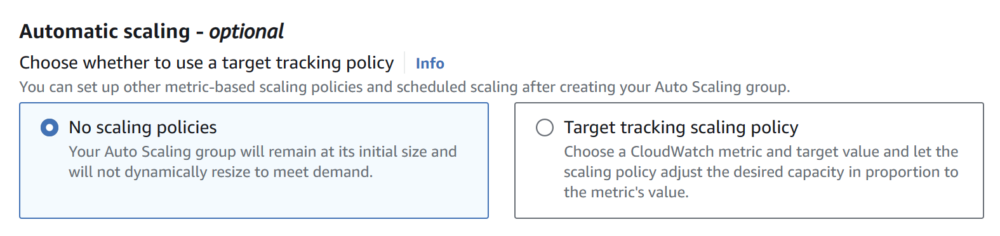 Automatic scaling - optional
Choose whether to use a target tracking policy Info
You can set up other metric-based scaling policies and scheduled scaling after creating your Auto Scaling group.
No scaling policies
Your Auto Scaling group will remain at its initial size and
will not dynamically resize to meet demand.
Target tracking scaling policy
Choose a CloudWatch metric and target value and let the
scaling policy adjust the desired capacity in proportion to
the metric's value.